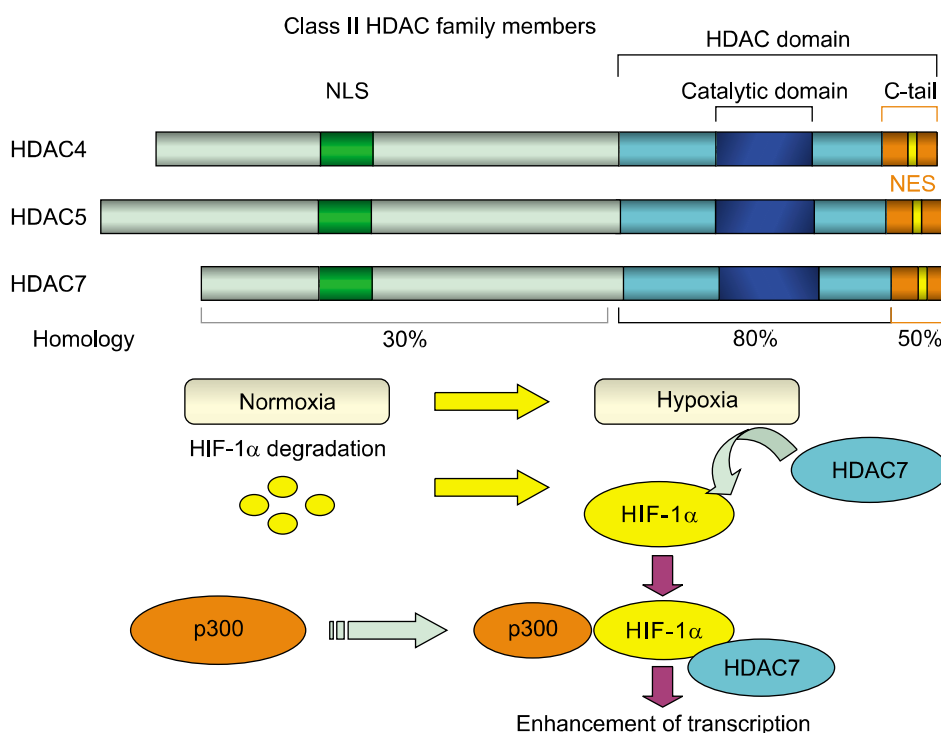 Class II HDAC family members
HDAC domain
NLS
Catalytic domain
C-tail
HDAC4
NES
HDAC5
HDAC7
Homology
30%
80%
50%
Normoxia
Hypoxia
HIF-1α degradation
HDAC7
HIF-1α
p300
p300
HIF-1α
HDAC7
Enhancement of transcription